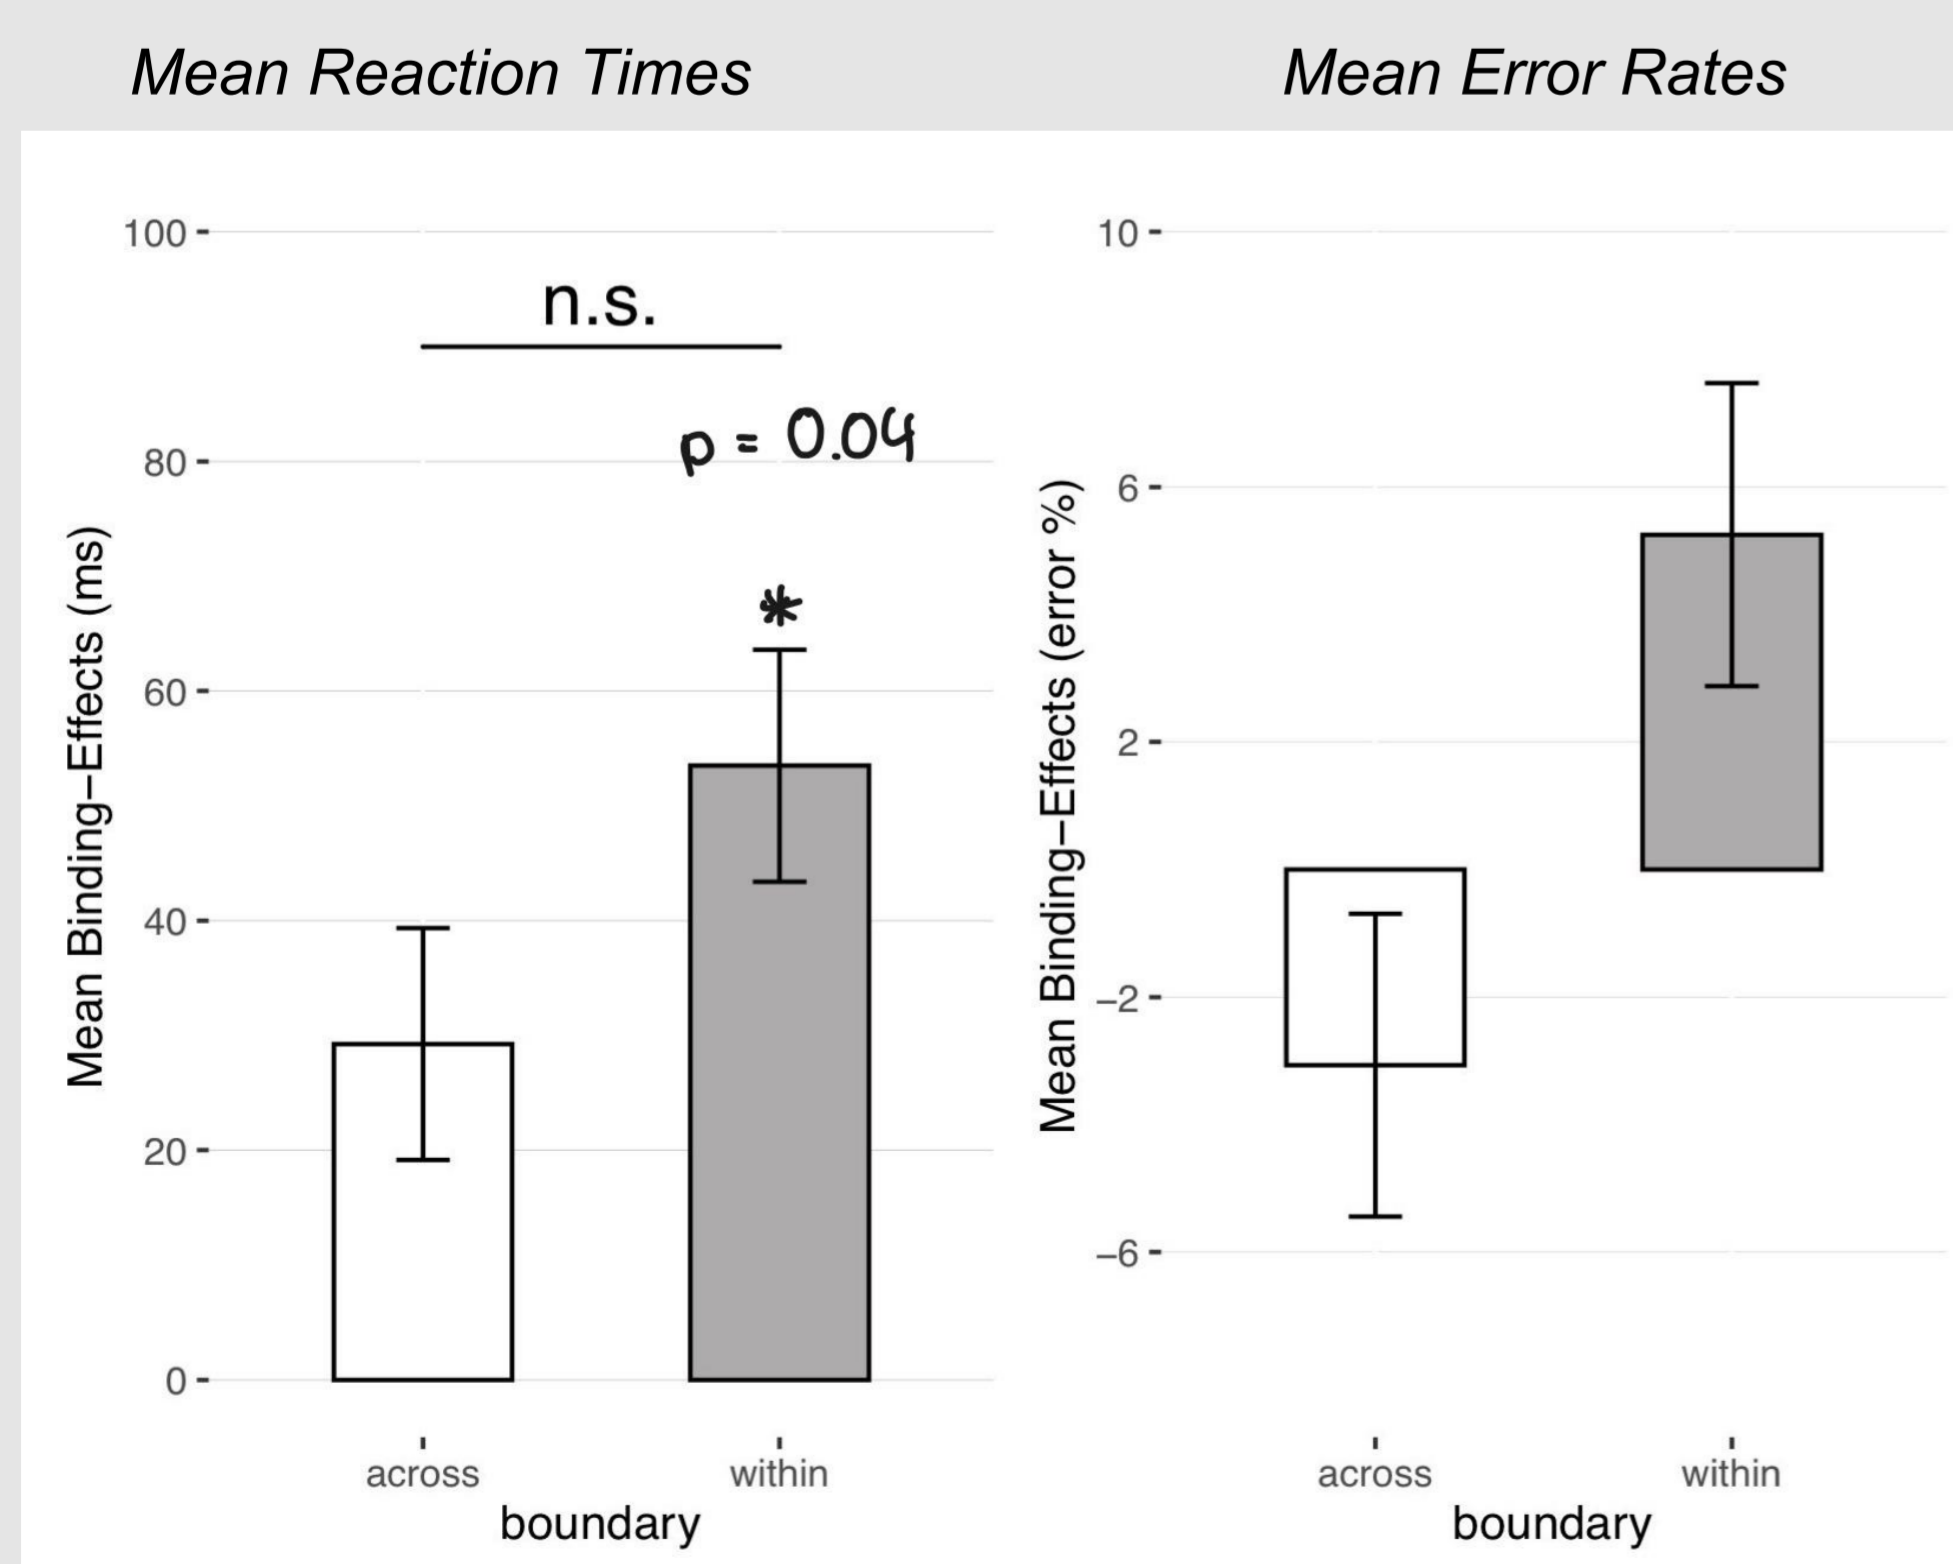 Mean Reaction Times
Mean Error Rates
Mean Binding–Effects (ms)
100
80
60
40
20
0
n.s.
p = 0.04
*
across
within
boundary
Mean Binding–Effects (error %)
10
6
2
–2
–6
across
within
boundary